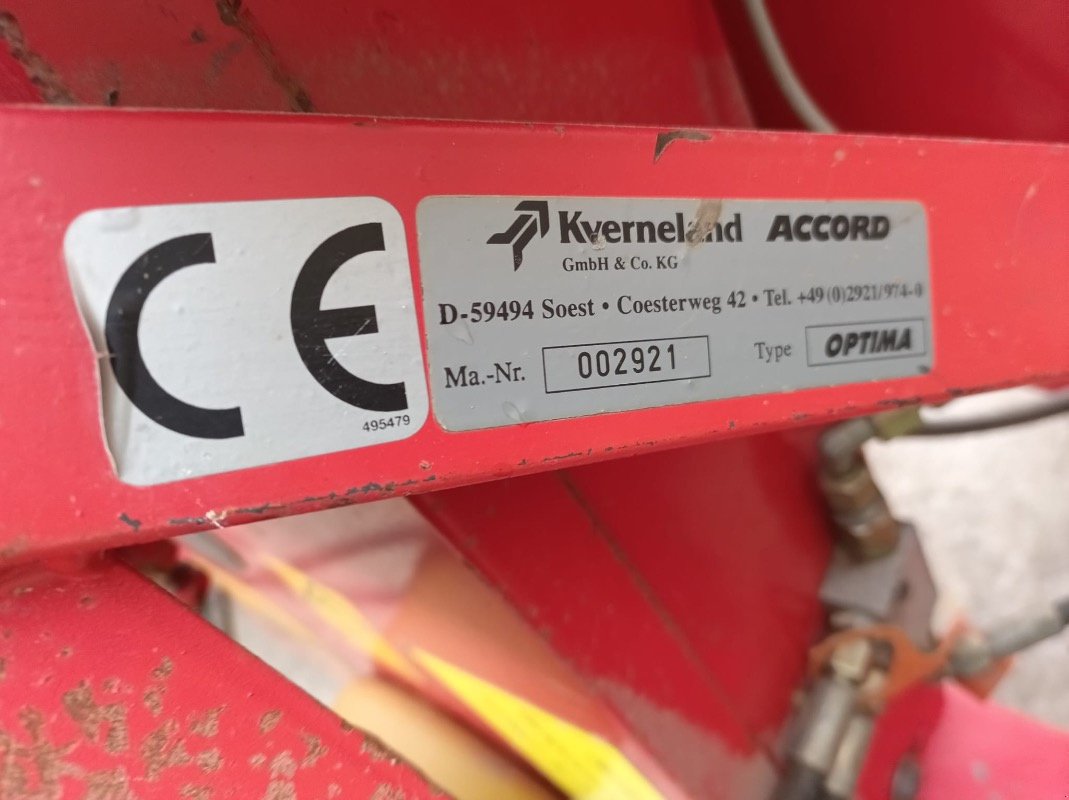 CE
495479
Kverneland ACCORD
GmbH & Co. KG
D-59494 Soest • Coesterweg 42 • Tel. +49 (0)2921/974-0
Ma.-Nr. 002921 Type OPTIMA